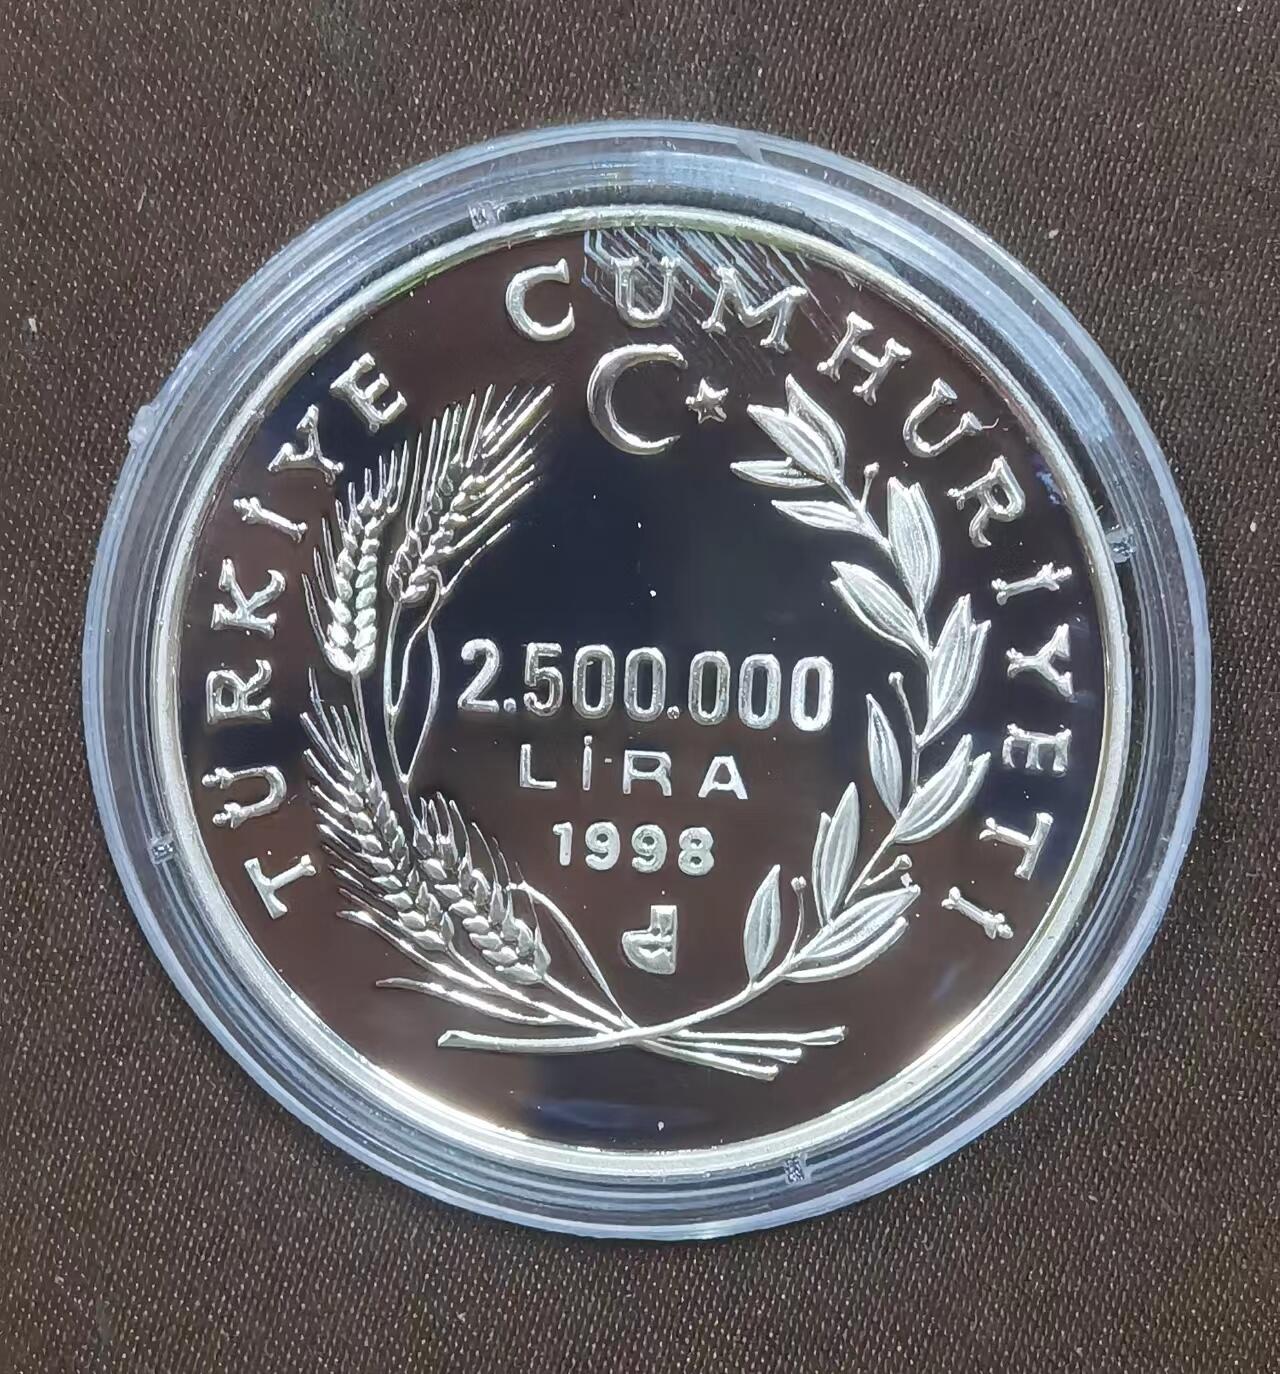 TÜRKİYE CUMHURİYETİ
2.500.000
LİRA
1998